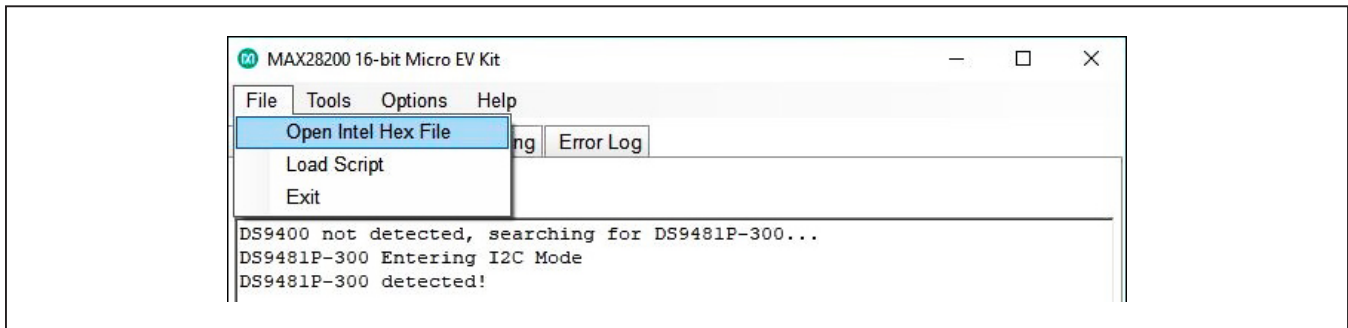 MAX28200 16-bit Micro EV Kit
File Tools Options Help
Open Intel Hex File
ng Error Log
Load Script
Exit
DS9400 not detected, searching for DS9481P-300...
DS9481P-300 Entering I2C Mode
DS9481P-300 detected!